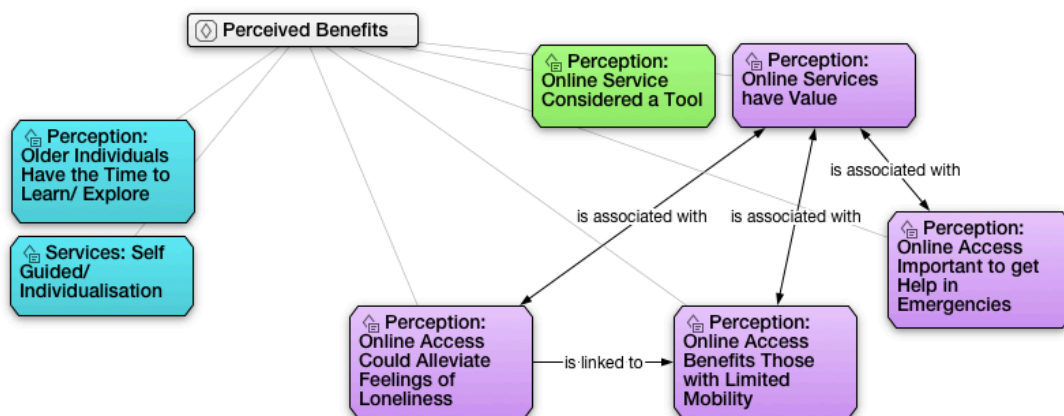 Perceived Benefits
Perception:
Online Service
Considered a Tool
Perception:
Online Services
have Value
Perception:
Older Individuals
Have the Time to
Learn/ Explore
is associated with
is associated with
is associated with
Perception:
Online Access
Important to get
Help in
Emergencies
Services: Self
Guided/
Individualisation
Perception:
Online Access
Could Alleviate
Feelings of
Loneliness
is linked to
Perception:
Online Access
Benefits Those
with Limited
Mobility